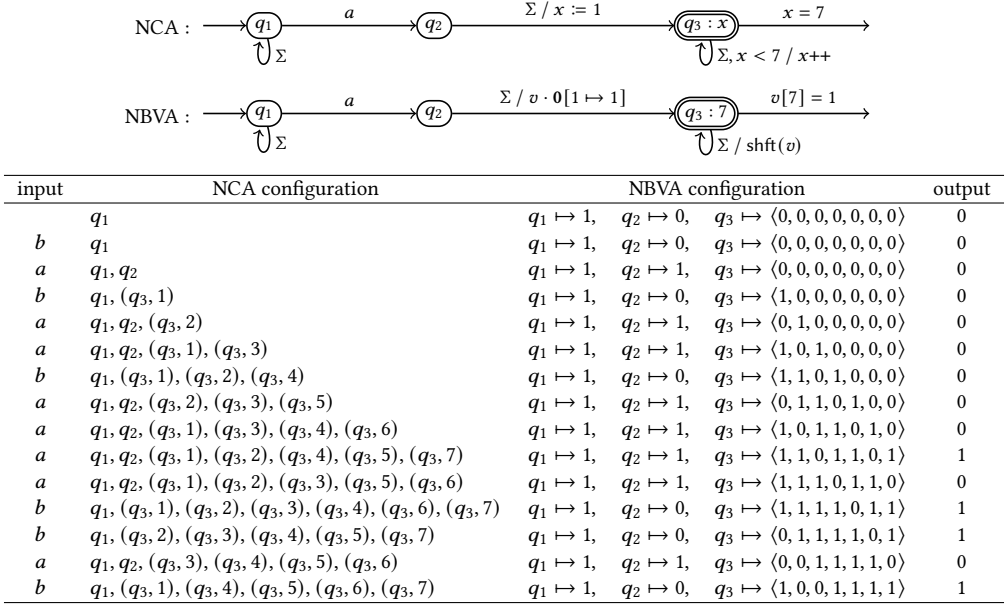 NCA : q₁ a q₂ Σ / x := 1 q₃ : x x = 7
Σ Σ, x < 7 / x++
NBVA : q₁ a q₂ Σ / v · 0[1 ↦ 1] q₃ : 7 v[7] = 1
Σ Σ / shft(v)
input NCA configuration NBVA configuration output
q₁ q₁ ↦ 1, q₂ ↦ 0, q₃ ↦ ⟨0, 0, 0, 0, 0, 0, 0⟩ 0
b q₁ q₁ ↦ 1, q₂ ↦ 0, q₃ ↦ ⟨0, 0, 0, 0, 0, 0, 0⟩ 0
a q₁, q₂ q₁ ↦ 1, q₂ ↦ 1, q₃ ↦ ⟨0, 0, 0, 0, 0, 0, 0⟩ 0
b q₁, (q₃, 1) q₁ ↦ 1, q₂ ↦ 0, q₃ ↦ ⟨1, 0, 0, 0, 0, 0, 0⟩ 0
a q₁, q₂, (q₃, 2) q₁ ↦ 1, q₂ ↦ 1, q₃ ↦ ⟨0, 1, 0, 0, 0, 0, 0⟩ 0
a q₁, q₂, (q₃, 1), (q₃, 3) q₁ ↦ 1, q₂ ↦ 1, q₃ ↦ ⟨1, 0, 1, 0, 0, 0, 0⟩ 0
b q₁, (q₃, 1), (q₃, 2), (q₃, 4) q₁ ↦ 1, q₂ ↦ 0, q₃ ↦ ⟨1, 1, 0, 1, 0, 0, 0⟩ 0
a q₁, q₂, (q₃, 2), (q₃, 3), (q₃, 5) q₁ ↦ 1, q₂ ↦ 1, q₃ ↦ ⟨0, 1, 1, 0, 1, 0, 0⟩ 0
a q₁, q₂, (q₃, 1), (q₃, 3), (q₃, 4), (q₃, 6) q₁ ↦ 1, q₂ ↦ 1, q₃ ↦ ⟨1, 0, 1, 1, 0, 1, 0⟩ 0
a q₁, q₂, (q₃, 1), (q₃, 2), (q₃, 4), (q₃, 5), (q₃, 7) q₁ ↦ 1, q₂ ↦ 1, q₃ ↦ ⟨1, 1, 0, 1, 1, 0, 1⟩ 1
a q₁, q₂, (q₃, 1), (q₃, 2), (q₃, 3), (q₃, 5), (q₃, 6) q₁ ↦ 1, q₂ ↦ 1, q₃ ↦ ⟨1, 1, 1, 0, 1, 1, 0⟩ 0
b q₁, (q₃, 1), (q₃, 2), (q₃, 3), (q₃, 4), (q₃, 6), (q₃, 7) q₁ ↦ 1, q₂ ↦ 0, q₃ ↦ ⟨1, 1, 1, 1, 0, 1, 1⟩ 1
b q₁, (q₃, 2), (q₃, 3), (q₃, 4), (q₃, 5), (q₃, 7) q₁ ↦ 1, q₂ ↦ 0, q₃ ↦ ⟨0, 1, 1, 1, 1, 0, 1⟩ 1
a q₁, q₂, (q₃, 3), (q₃, 4), (q₃, 5), (q₃, 6) q₁ ↦ 1, q₂ ↦ 1, q₃ ↦ ⟨0, 0, 1, 1, 1, 1, 0⟩ 0
b q₁, (q₃, 1), (q₃, 4), (q₃, 5), (q₃, 6), (q₃, 7) q₁ ↦ 1, q₂ ↦ 0, q₃ ↦ ⟨1, 0, 0, 1, 1, 1, 1⟩ 1